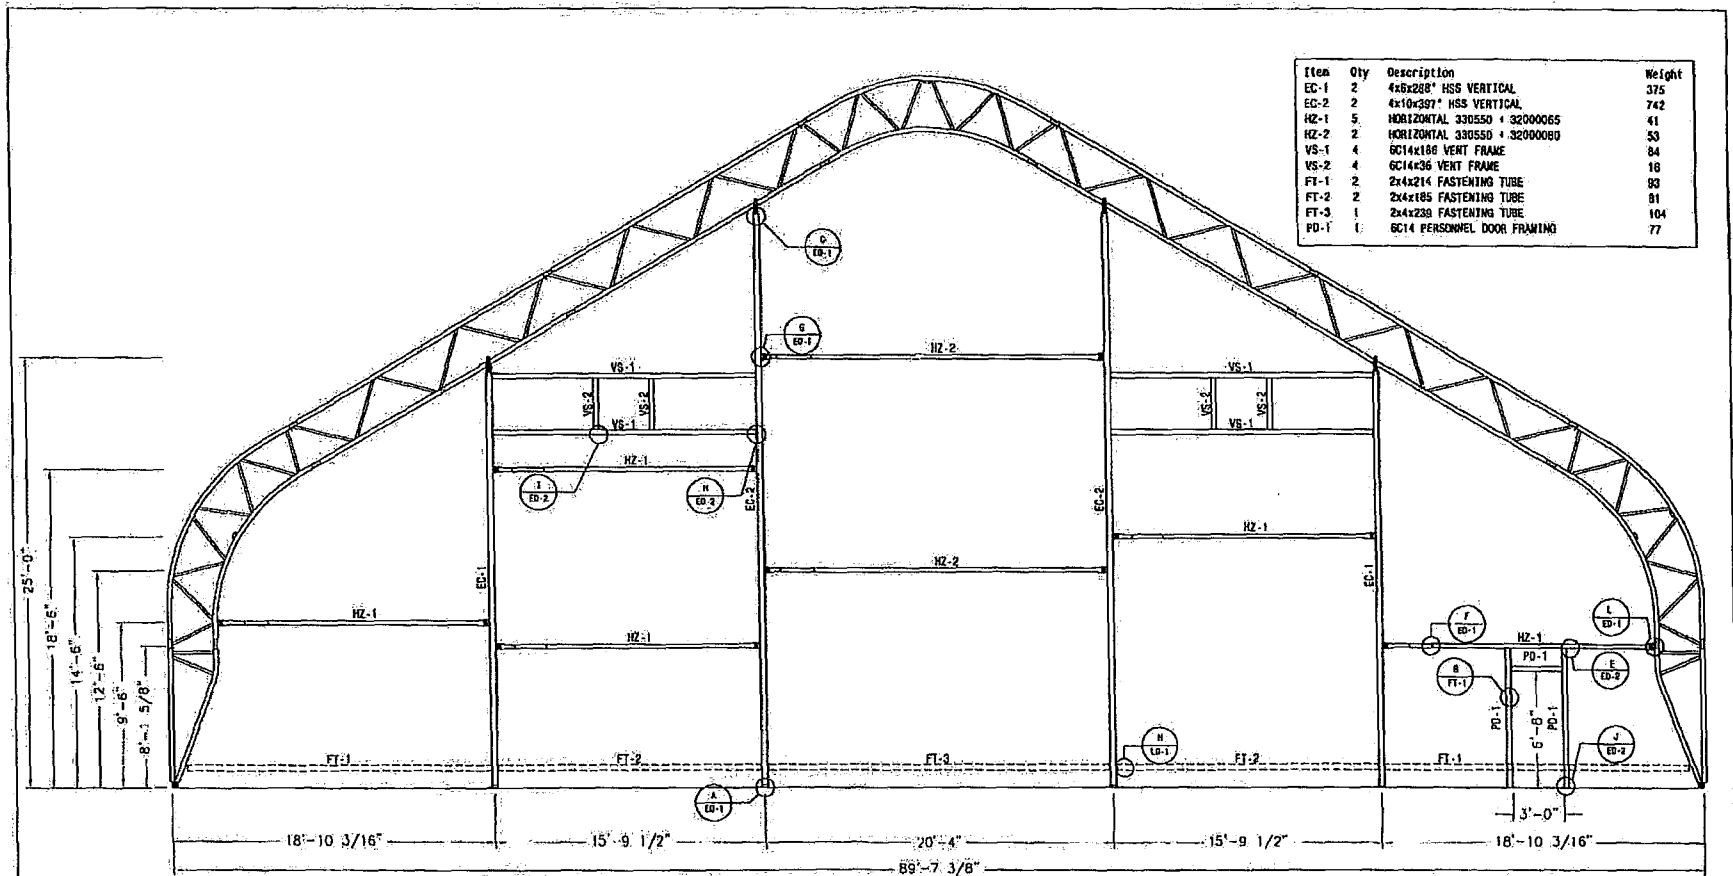 Item Qty Description Weight
EC-1 2 4x6x288" HSS VERTICAL 375
EC-2 2 4x10x397" HSS VERTICAL 742
HZ-1 5 HORIZONTAL 330550 + 32000065 41
HZ-2 2 HORIZONTAL 330550 + 32000080 53
VS-1 4 6C14x186 VENT FRAME 84
VS-2 4 6C14x36 VENT FRAME 16
FT-1 2 2x4x214 FASTENING TUBE 93
FT-2 2 2x4x185 FASTENING TUBE 81
FT-3 1 2x4x239 FASTENING TUBE 104
PD-1 1 6C14 PERSONNEL DOOR FRAMING 77
D
ED-1
G
ED-1
HZ-2
VS-1
VS-1
VS-2
VS-2
VS-2
VS-2
VS-1
VS-1
HZ-1
I
ED-2
H
ED-2
EC-2
EC-2
HZ-1
HZ-2
EC-1
EC-1
25'-0"
18'-6"
14'-6"
12'-6"
9'-6"
8'-1 5/8"
HZ-1
HZ-1
F
ED-1
L
ED-1
HZ-1
PD-1
E
ED-2
B
FT-1
PD-1
PD-1
6'-8"
N
LD-1
J
ED-2
FT-1
FT-2
FT-3
FT-2
FT-1
A
ED-1
3'-0"
18'-10 3/16"
15'-9 1/2"
20'-4"
15'-9 1/2"
18'-10 3/16"
89'-7 3/8"